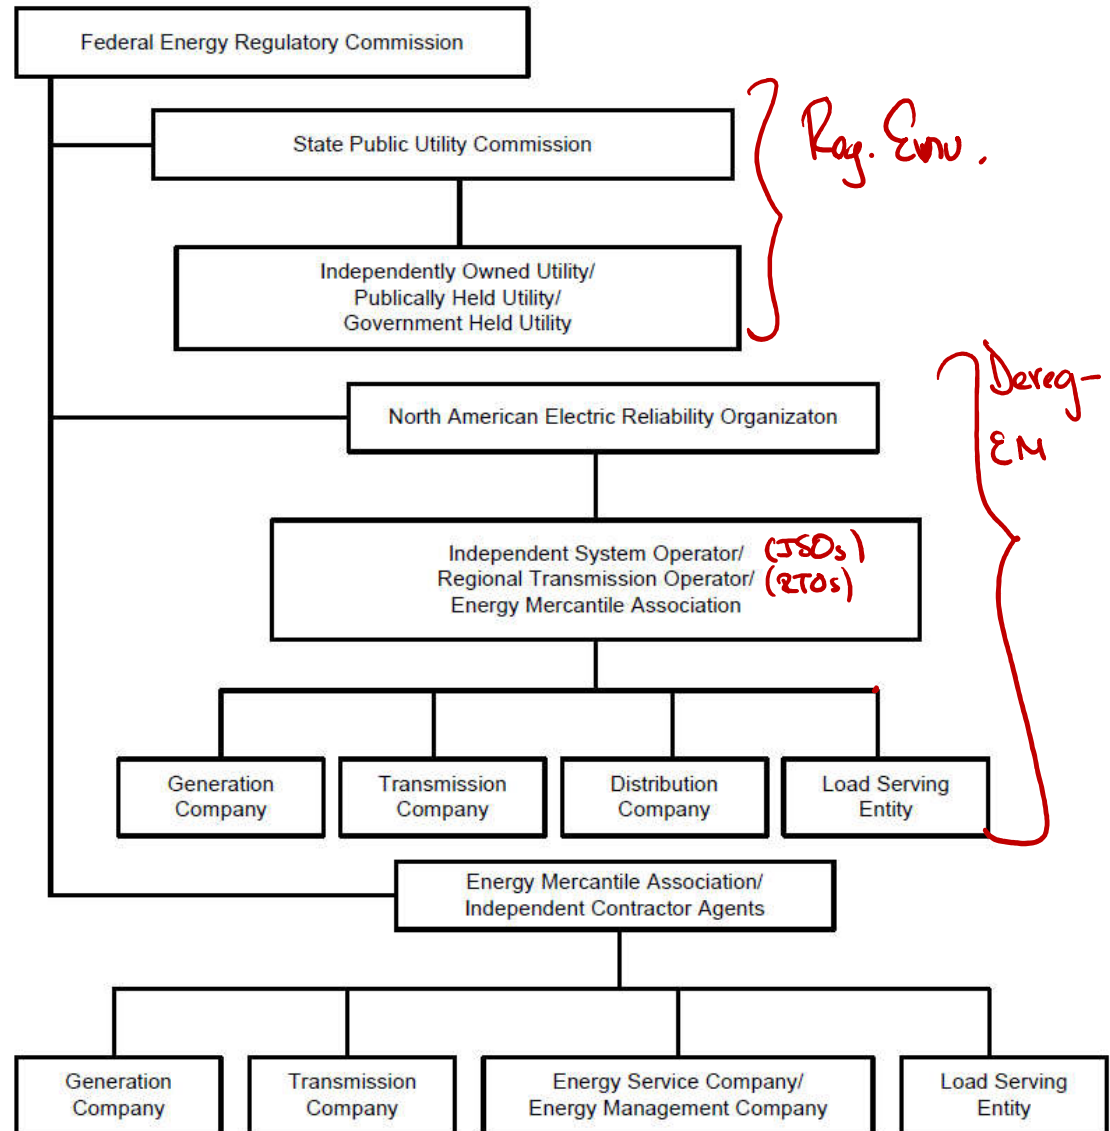 Federal Energy Regulatory Commission
State Public Utility Commission
Reg. Env.
Independently Owned Utility/
Publically Held Utility/
Government Held Utility
Dereg-
EM
North American Electric Reliability Organizaton
Independent System Operator/ (ISOs)
Regional Transmission Operator/ (RTOs)
Energy Mercantile Association
Generation
Company
Transmission
Company
Distribution
Company
Load Serving
Entity
Energy Mercantile Association/
Independent Contractor Agents
Generation
Company
Transmission
Company
Energy Service Company/
Energy Management Company
Load Serving
Entity